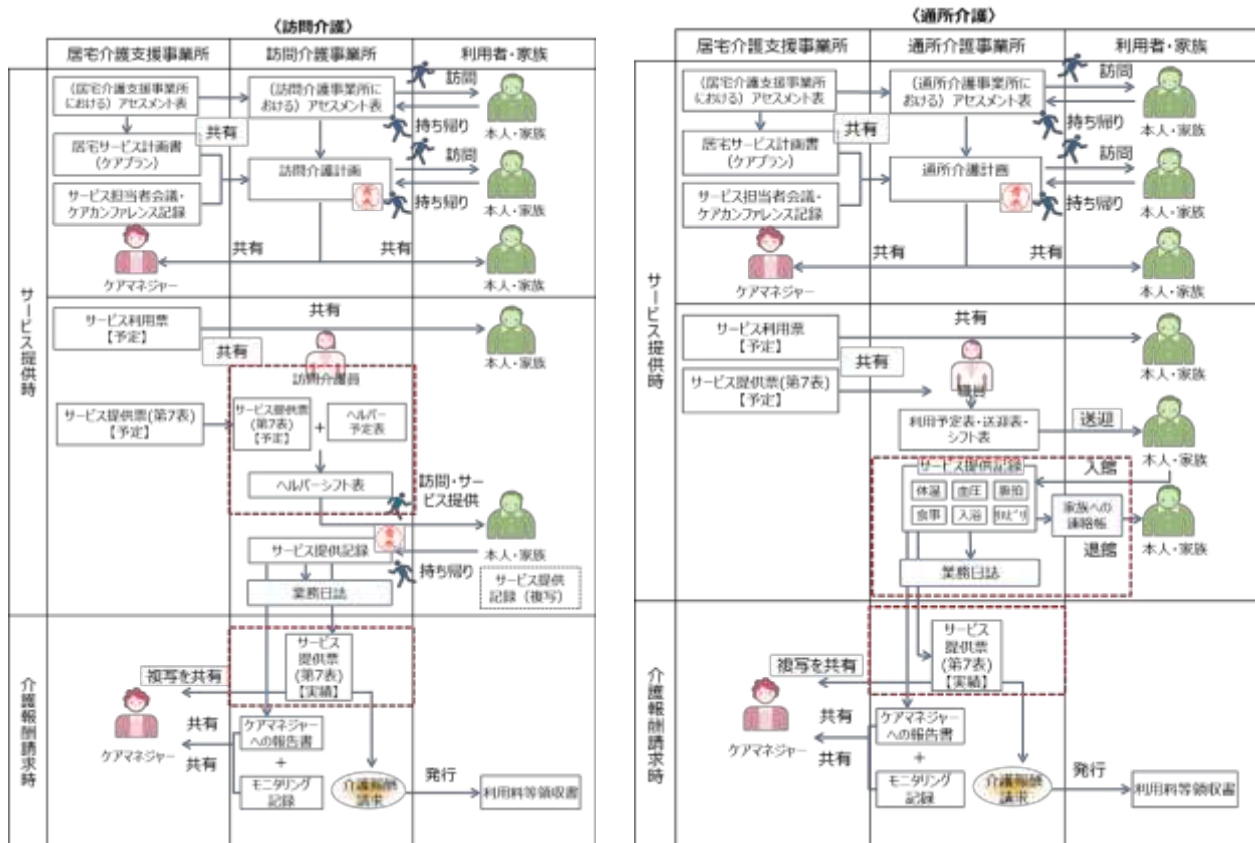 〈訪問介護〉
居宅介護支援事業所
訪問介護事業所
利用者・家族
サービス提供時
(居宅介護支援事業所
における) アセスメント表
(訪問介護事業所に
おける) アセスメント表
訪問
持ち帰り
本人・家族
共有
居宅サービス計画書
(ケアプラン)
訪問介護計画
訪問
持ち帰り
本人・家族
サービス担当者会議・
ケアカンファレンス記録
共有
共有
ケアマネジャー
本人・家族
サービス利用票
【予定】
共有
共有
本人・家族
訪問介護員
サービス提供票(第7表)
【予定】
サービス提供票
(第7表)
【予定】
+
ヘルパー
予定表
ヘルパーシフト表
訪問・サー
ビス提供
本人・家族
サービス提供記録
持ち帰り
サービス提供
記録(複写)
業務日誌
介護報酬請求時
サービス
提供票
(第7表)
【実績】
複写を共有
ケアマネジャー
共有
共有
ケアマネジャー
への報告書
+
モニタリング
記録
介護報酬
請求
発行
利用料等領収書
〈通所介護〉
居宅介護支援事業所
通所介護事業所
利用者・家族
サービス提供時
(居宅介護支援事業所
における) アセスメント表
(通所介護事業所に
おける) アセスメント表
訪問
持ち帰り
本人・家族
共有
居宅サービス計画書
(ケアプラン)
通所介護計画
訪問
持ち帰り
本人・家族
サービス担当者会議・
ケアカンファレンス記録
共有
共有
ケアマネジャー
本人・家族
サービス利用票
【予定】
共有
共有
本人・家族
サービス提供票(第7表)
【予定】
職員
利用予定表・送迎表・
シフト表
送迎
本人・家族
サービス提供記録
入館
体温
血圧
脈拍
食事
入浴
リハビリ
家族への
連絡帳
退館
本人・家族
業務日誌
介護報酬請求時
サービス
提供票
(第7表)
【実績】
複写を共有
ケアマネジャー
共有
共有
ケアマネジャー
への報告書
+
モニタリング
記録
介護報酬
請求
発行
利用料等領収書